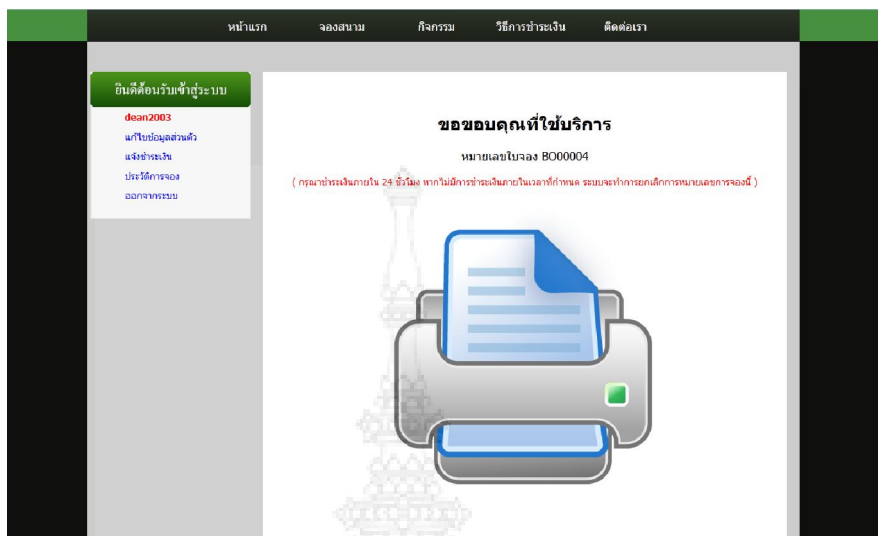 หน้าแรก จองสนาม กิจกรรม วิธีการชำระเงิน ติดต่อเรา
ยินดีต้อนรับเข้าสู่ระบบ
dean2003
แก้ไขข้อมูลส่วนตัว
แจ้งชำระเงิน
ประวัติการจอง
ออกจากระบบ
ขอขอบคุณที่ใช้บริการ
หมายเลขใบจอง BO00004
( กรุณาชำระเงินภายใน 24 ชั่วโมง หากไม่มีการชำระเงินภายในเวลาที่กำหนด ระบบจะทำการยกเลิกการหมายเลขการจองนี้ )